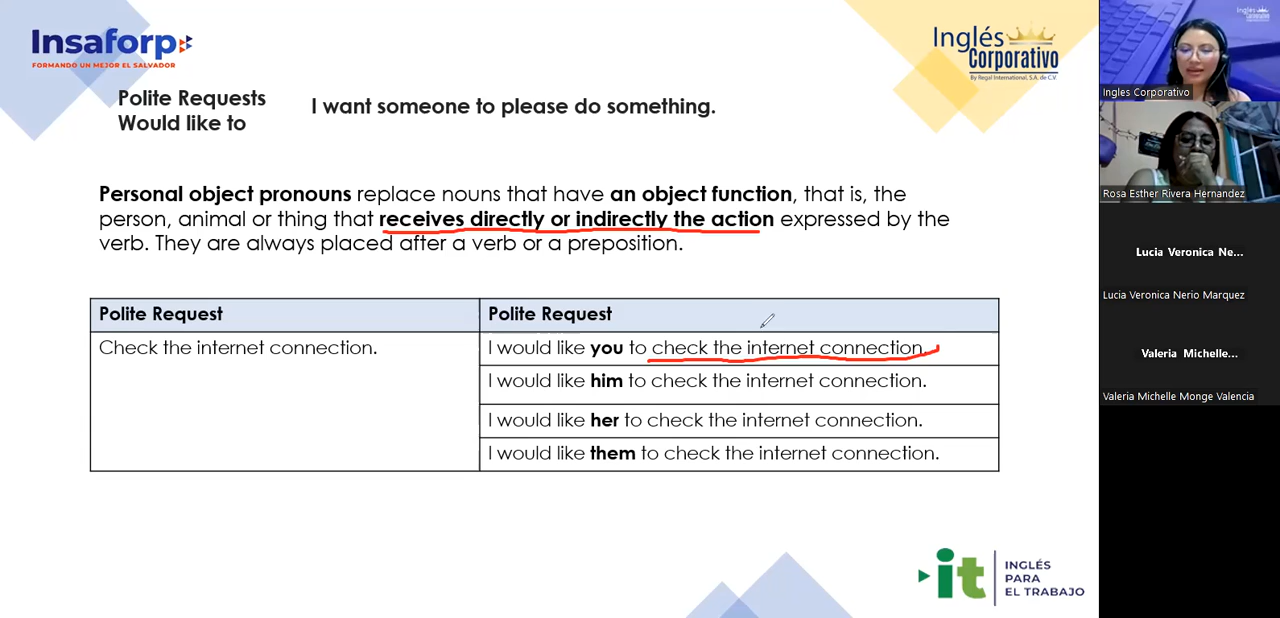 Insaforp
FORMANDO UN MEJOR EL SALVADOR
Inglés
Corporativo
By Regal International, S.A. de C.V.
Polite Requests
Would like to
I want someone to please do something.
Personal object pronouns replace nouns that have an object function, that is, the
person, animal or thing that receives directly or indirectly the action expressed by the
verb. They are always placed after a verb or a preposition.
Polite Request
Polite Request
Check the internet connection.
I would like you to check the internet connection.
I would like him to check the internet connection.
I would like her to check the internet connection.
I would like them to check the internet connection.
it
INGLÉS
PARA
EL TRABAJO
Ingles Corporativo
Rosa Esther Rivera Hernandez
Lucia Veronica Ne...
Lucia Veronica Nerio Marquez
Valeria Michelle...
Valeria Michelle Monge Valencia